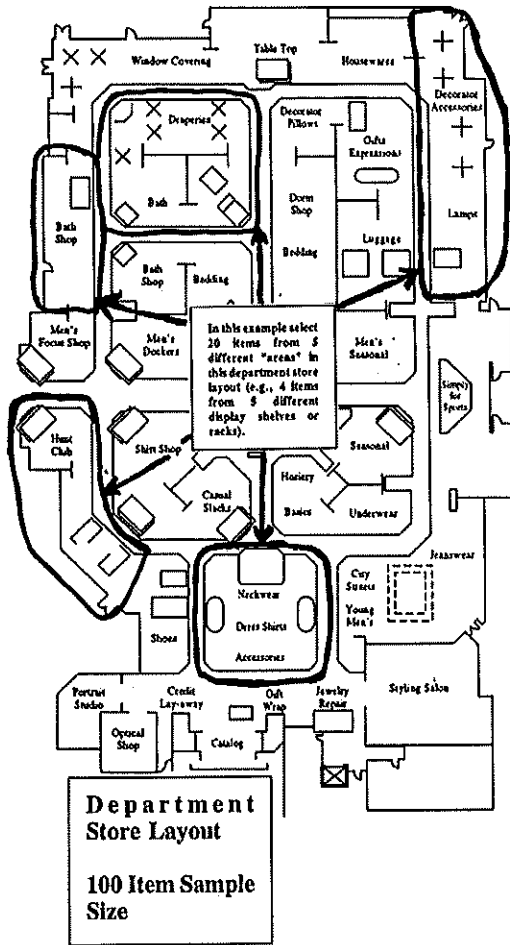 Window Covering
Table Top
Housewares
Decorator
Accessories
Draperies
Decorator
Pillows
Gifts
Expressions
Bath
Shop
Bath
Dorm
Shop
Lamps
Bath
Shop
Bedding
Bedding
Luggage
Men's
Focus Shop
Men's
Dockers
In this example select
20 items from 5
different "areas" in
this department store
layout (e.g., 4 items
from 5 different
display shelves or
racks).
Men's
Seasonal
Simply
for
Sports
Hunt
Club
Shirt Shop
Seasonal
Casual
Slacks
Hosiery
Basics
Underwear
Jeanswear
City
Streets
Young
Men's
Neckwear
Dress Shirts
Accessories
Shoes
Portrait
Studio
Credit
Lay-away
Gift
Wrap
Jewelry
Repair
Styling Salon
Optical
Shop
Catalog
Department
Store Layout
100 Item Sample
Size